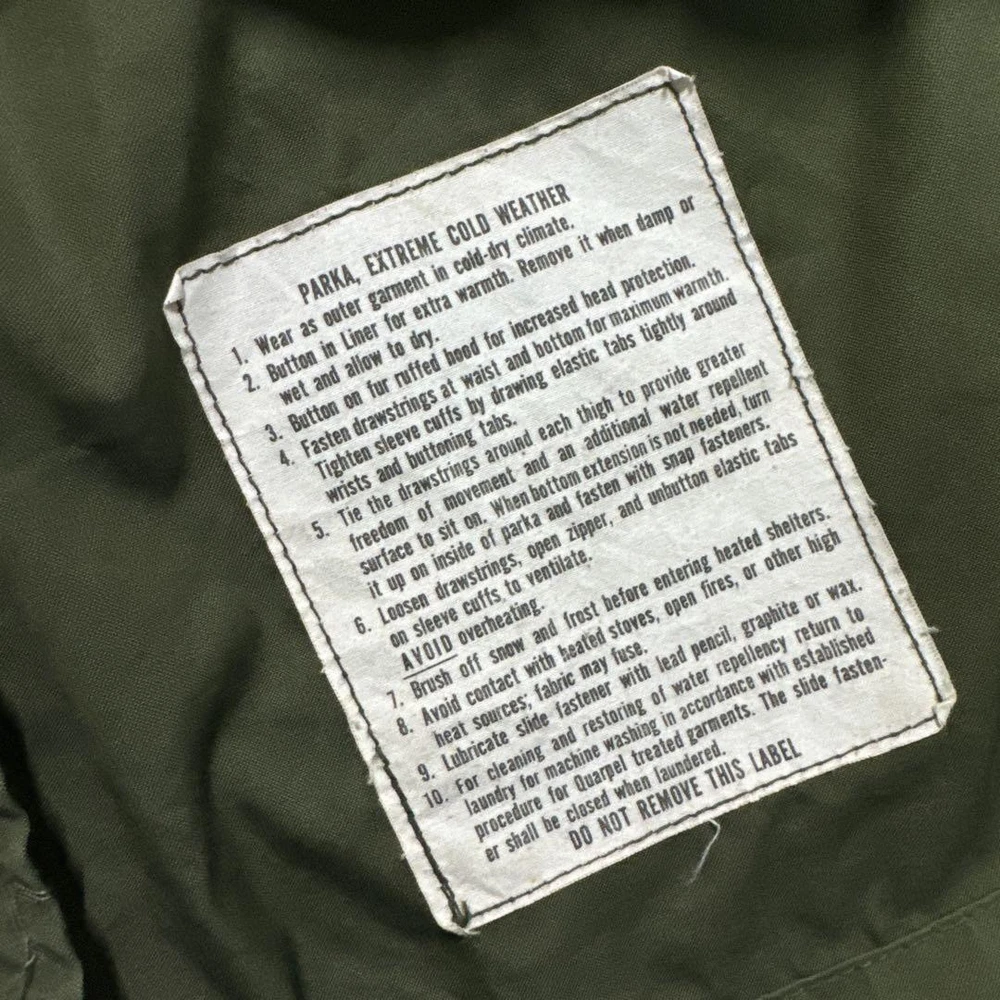 PARKA, EXTREME COLD WEATHER
1. Wear as outer garment in cold-dry climate.
2. Button in Liner for extra warmth. Remove it when damp or
wet and allow to dry.
3. Button on fur ruffed hood for increased head protection.
4. Fasten drawstrings at waist and bottom for maximum warmth.
Tighten sleeve cuffs by drawing elastic tabs tightly around
wrists and buttoning tabs.
5. Tie the drawstrings around each thigh to provide greater
freedom of movement and an additional water repellent
surface to sit on. When bottom extension is not needed, turn
it up on inside of parka and fasten with snap fasteners.
6. Loosen drawstrings, open zipper, and unbutton elastic tabs
on sleeve cuffs to ventilate.
AVOID overheating.
7. Brush off snow and frost before entering heated shelters.
8. Avoid contact with heated stoves, open fires, or other high
heat sources; fabric may fuse.
9. Lubricate slide fastener with lead pencil, graphite or wax.
10. For cleaning and restoring of water repellency return to
laundry for machine washing in accordance with established
procedure for Quarpel treated garments. The slide fasten-
er shall be closed when laundered.
DO NOT REMOVE THIS LABEL